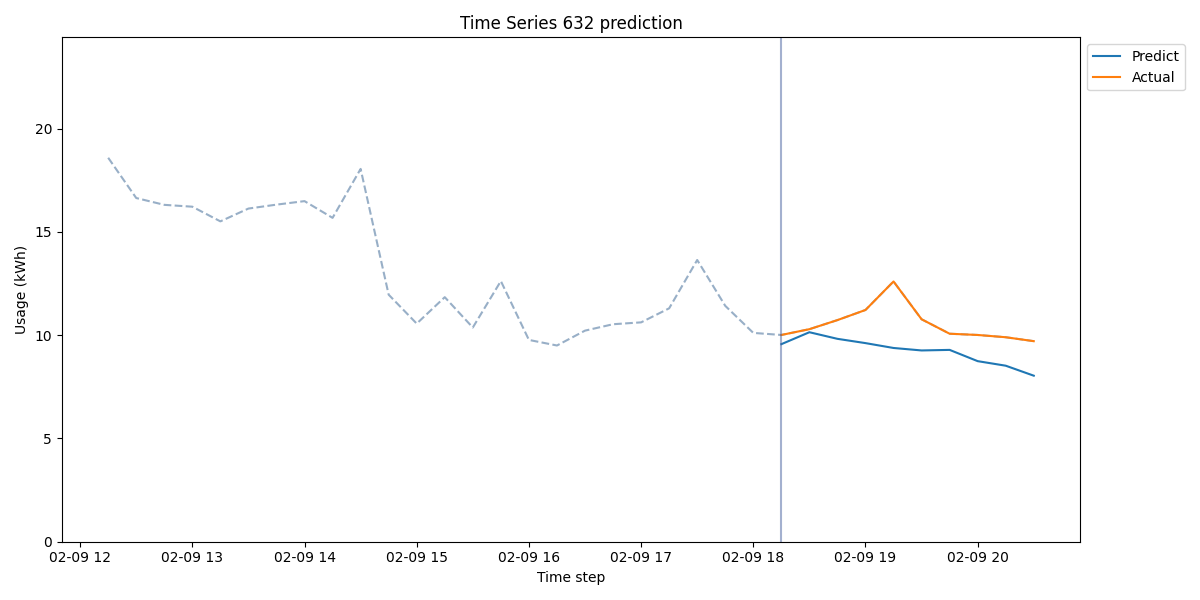 Time Series 632 prediction
Predict
Actual
Usage (kWh)
20
15
10
5
0
02-09 12 02-09 13 02-09 14 02-09 15 02-09 16 02-09 17 02-09 18 02-09 19 02-09 20
Time step